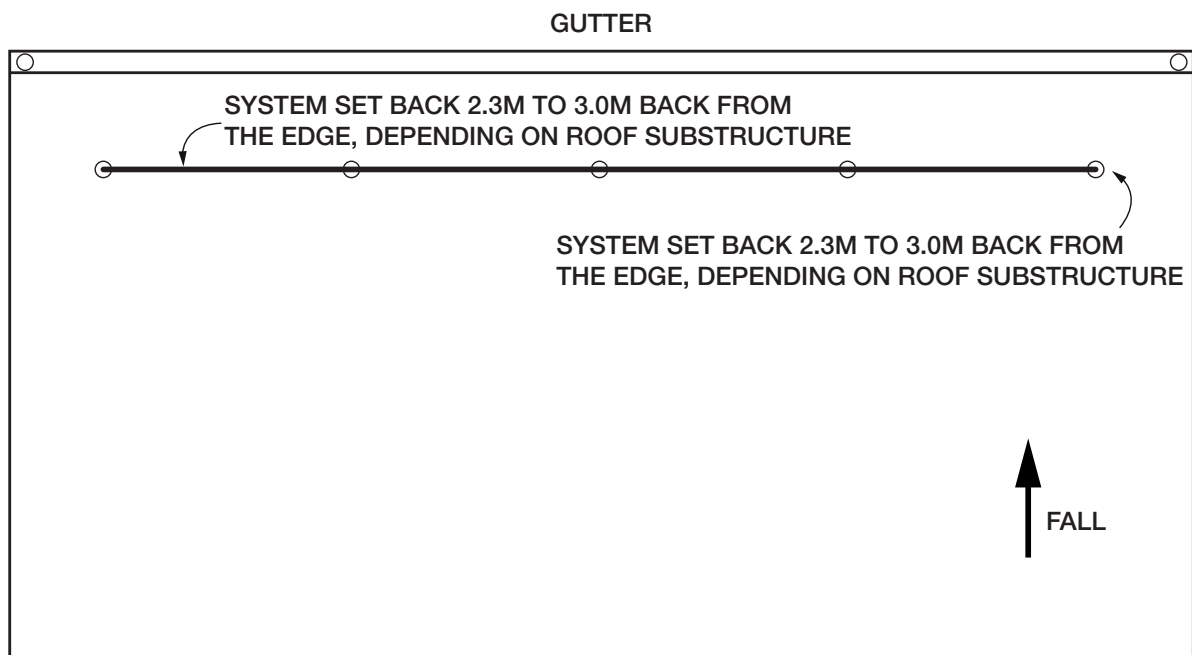 GUTTER
SYSTEM SET BACK 2.3M TO 3.0M BACK FROM
THE EDGE, DEPENDING ON ROOF SUBSTRUCTURE
SYSTEM SET BACK 2.3M TO 3.0M BACK FROM
THE EDGE, DEPENDING ON ROOF SUBSTRUCTURE
FALL